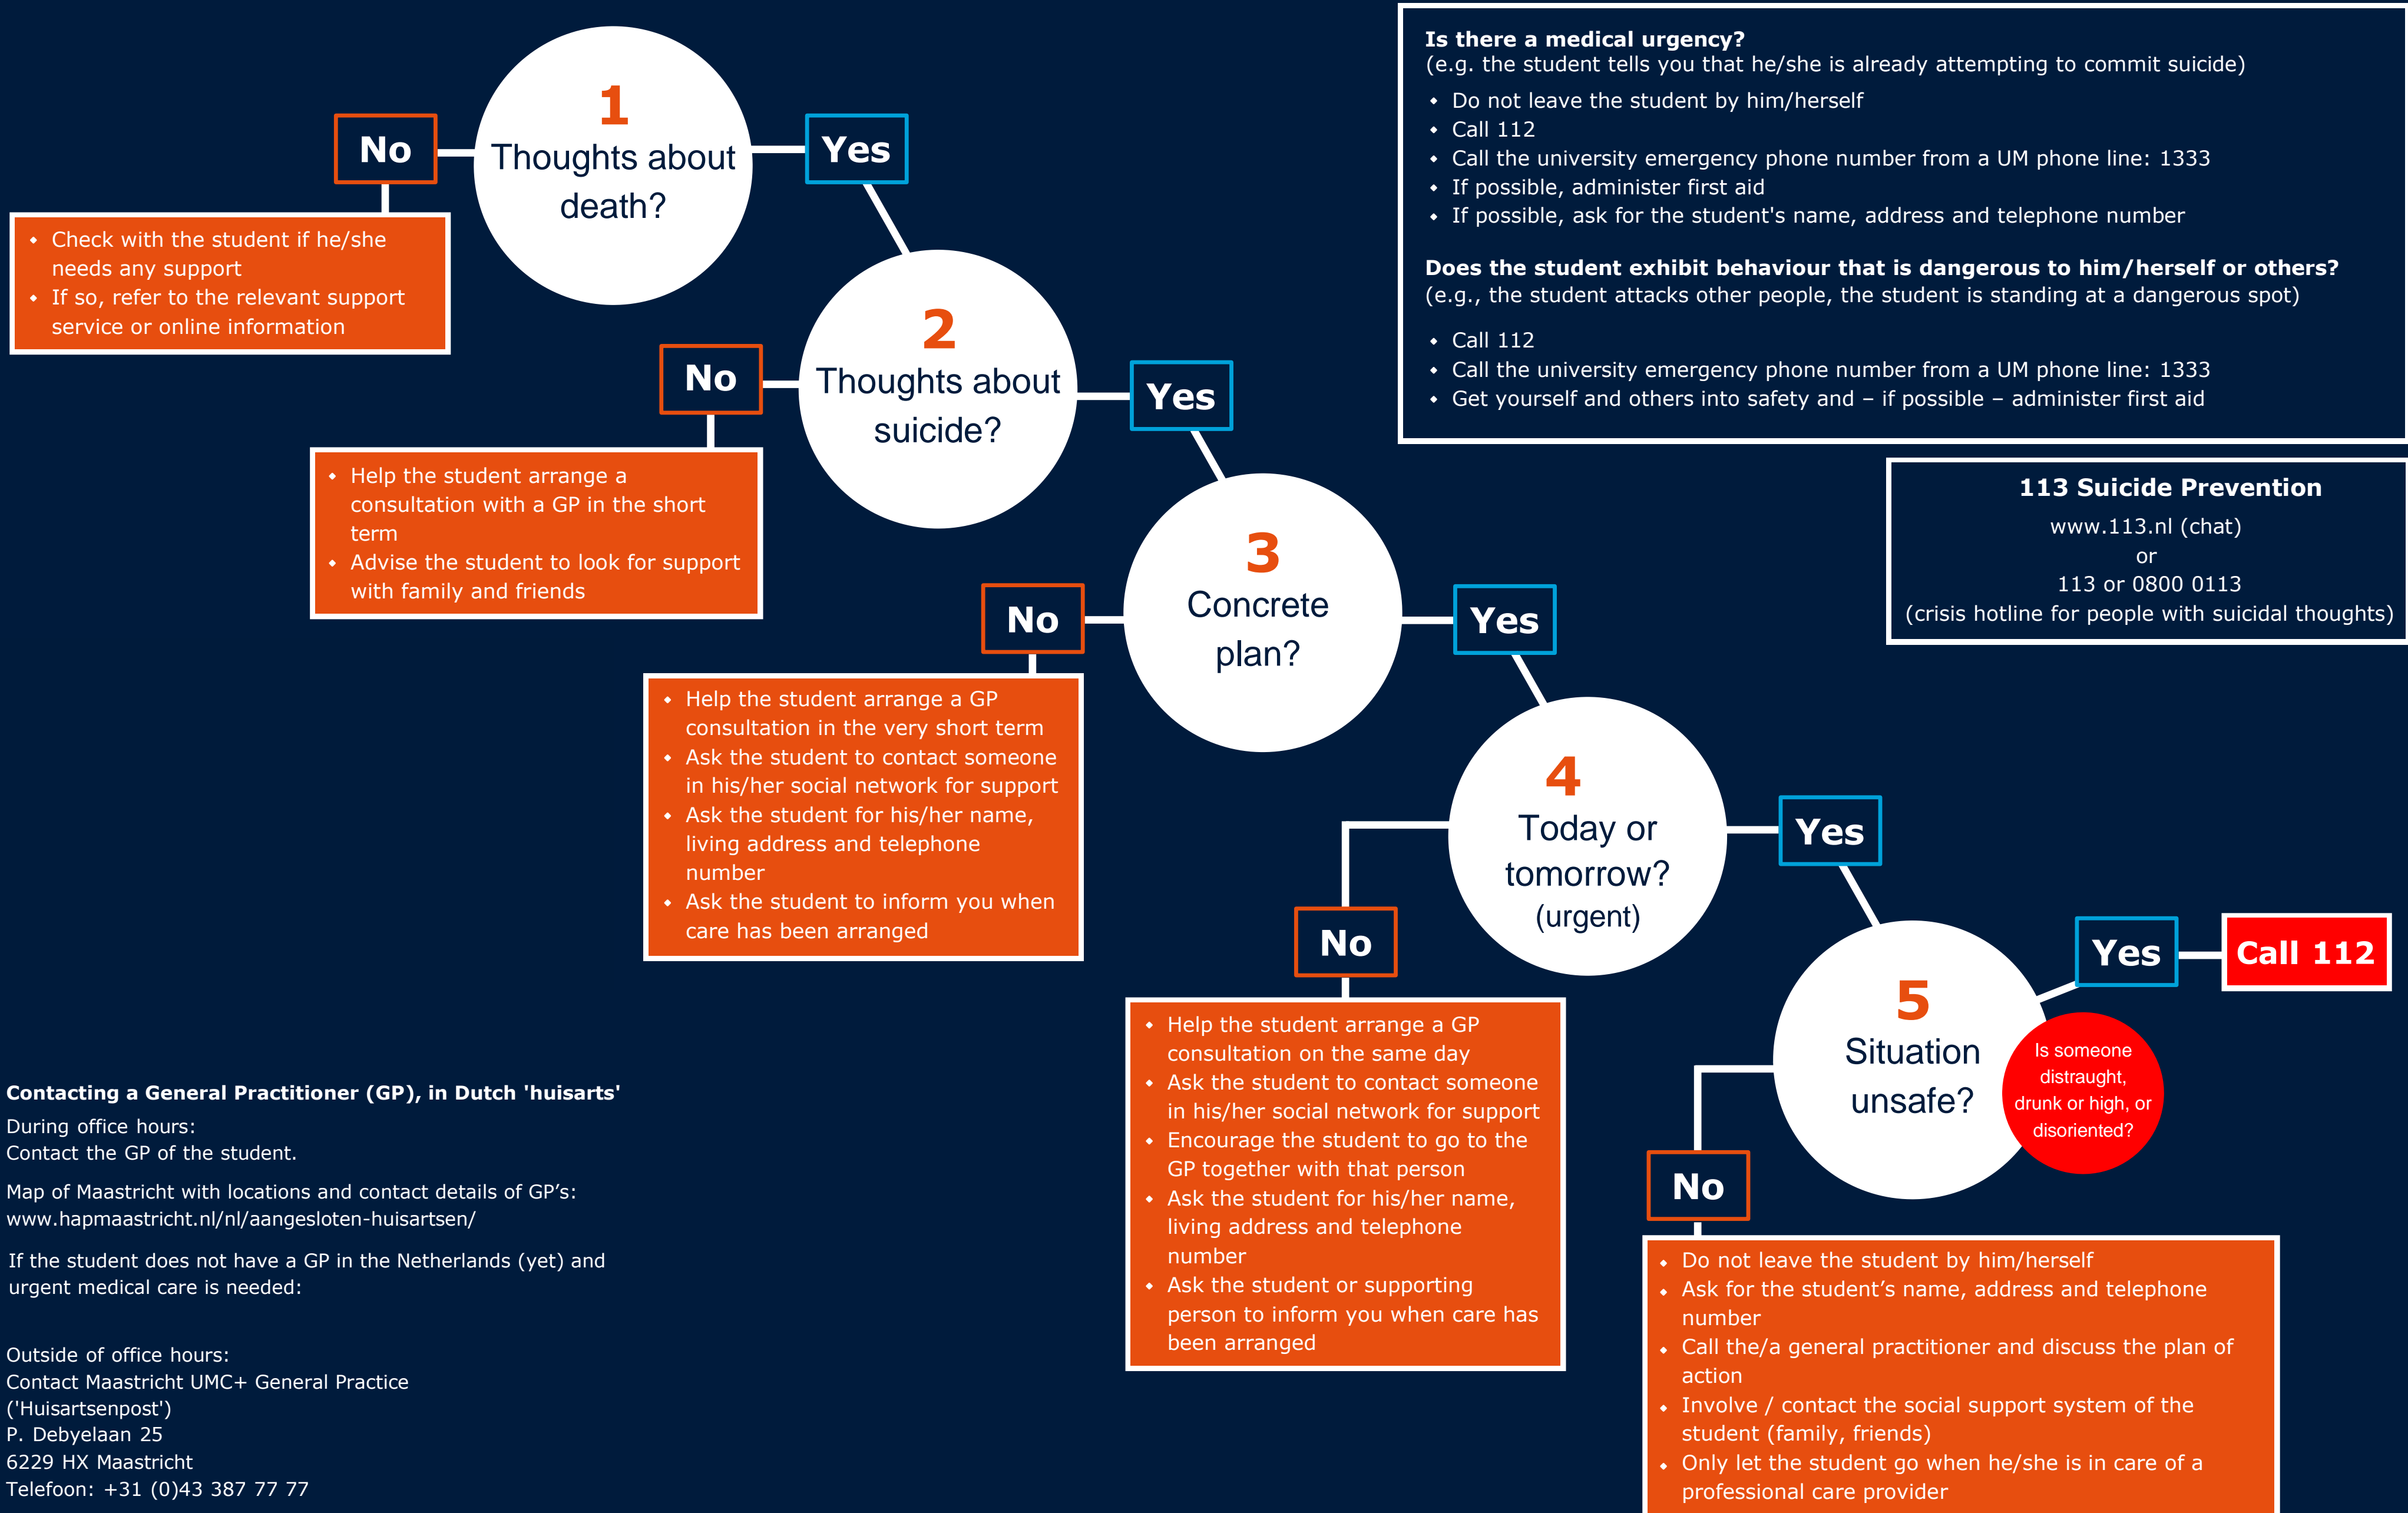 1
Thoughts about
death?
No
Yes
• Check with the student if he/she
needs any support
• If so, refer to the relevant support
service or online information
2
Thoughts about
suicide?
No
Yes
• Help the student arrange a
consultation with a GP in the short
term
• Advise the student to look for support
with family and friends
3
Concrete
plan?
No
Yes
• Help the student arrange a GP
consultation in the very short term
• Ask the student to contact someone
in his/her social network for support
• Ask the student for his/her name,
living address and telephone
number
• Ask the student to inform you when
care has been arranged
4
Today or
tomorrow?
(urgent)
No
Yes
• Help the student arrange a GP
consultation on the same day
• Ask the student to contact someone
in his/her social network for support
• Encourage the student to go to the
GP together with that person
• Ask the student for his/her name,
living address and telephone
number
• Ask the student or supporting
person to inform you when care has
been arranged
5
Situation
unsafe?
Is someone
distraught,
drunk or high, or
disoriented?
Yes
Call 112
No
• Do not leave the student by him/herself
• Ask for the student’s name, address and telephone
number
• Call the/a general practitioner and discuss the plan of
action
• Involve / contact the social support system of the
student (family, friends)
• Only let the student go when he/she is in care of a
professional care provider
Is there a medical urgency?
(e.g. the student tells you that he/she is already attempting to commit suicide)
• Do not leave the student by him/herself
• Call 112
• Call the university emergency phone number from a UM phone line: 1333
• If possible, administer first aid
• If possible, ask for the student's name, address and telephone number
Does the student exhibit behaviour that is dangerous to him/herself or others?
(e.g., the student attacks other people, the student is standing at a dangerous spot)
• Call 112
• Call the university emergency phone number from a UM phone line: 1333
• Get yourself and others into safety and – if possible – administer first aid
113 Suicide Prevention
www.113.nl (chat)
or
113 or 0800 0113
(crisis hotline for people with suicidal thoughts)
Contacting a General Practitioner (GP), in Dutch 'huisarts'
During office hours:
Contact the GP of the student.
Map of Maastricht with locations and contact details of GP’s:
www.hapmaastricht.nl/nl/aangesloten-huisartsen/
If the student does not have a GP in the Netherlands (yet) and
urgent medical care is needed:
Outside of office hours:
Contact Maastricht UMC+ General Practice
('Huisartsenpost')
P. Debyelaan 25
6229 HX Maastricht
Telefoon: +31 (0)43 387 77 77